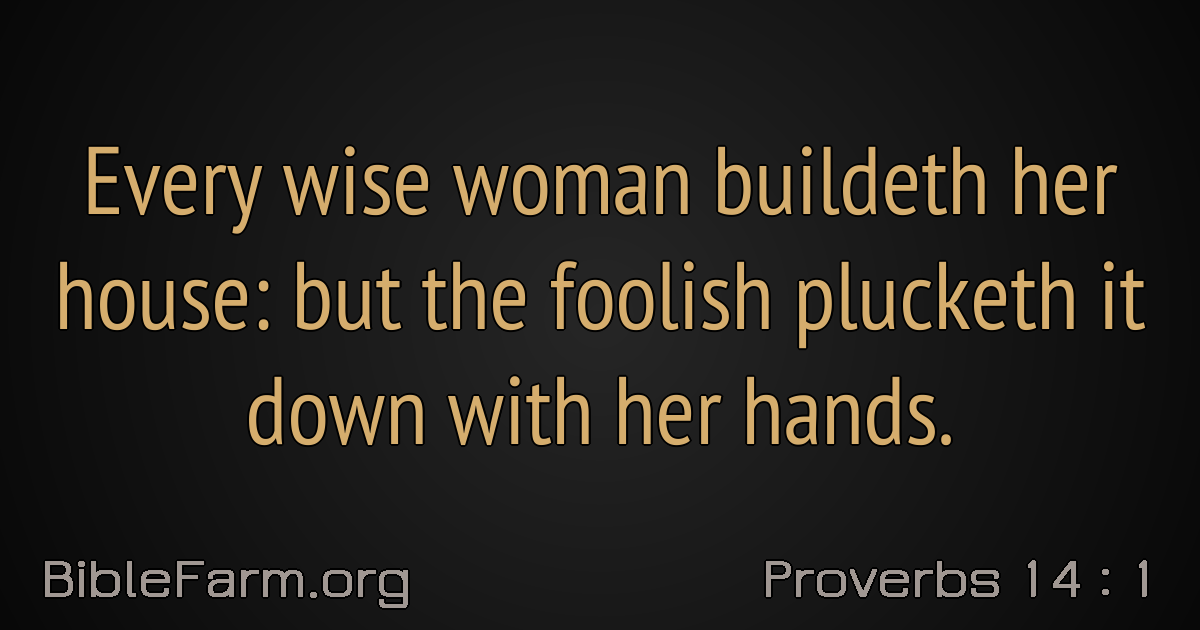 Every wise woman buildeth her
house: but the foolish plucketh it
down with her hands.
BibleFarm.org
Proverbs 14 : 1